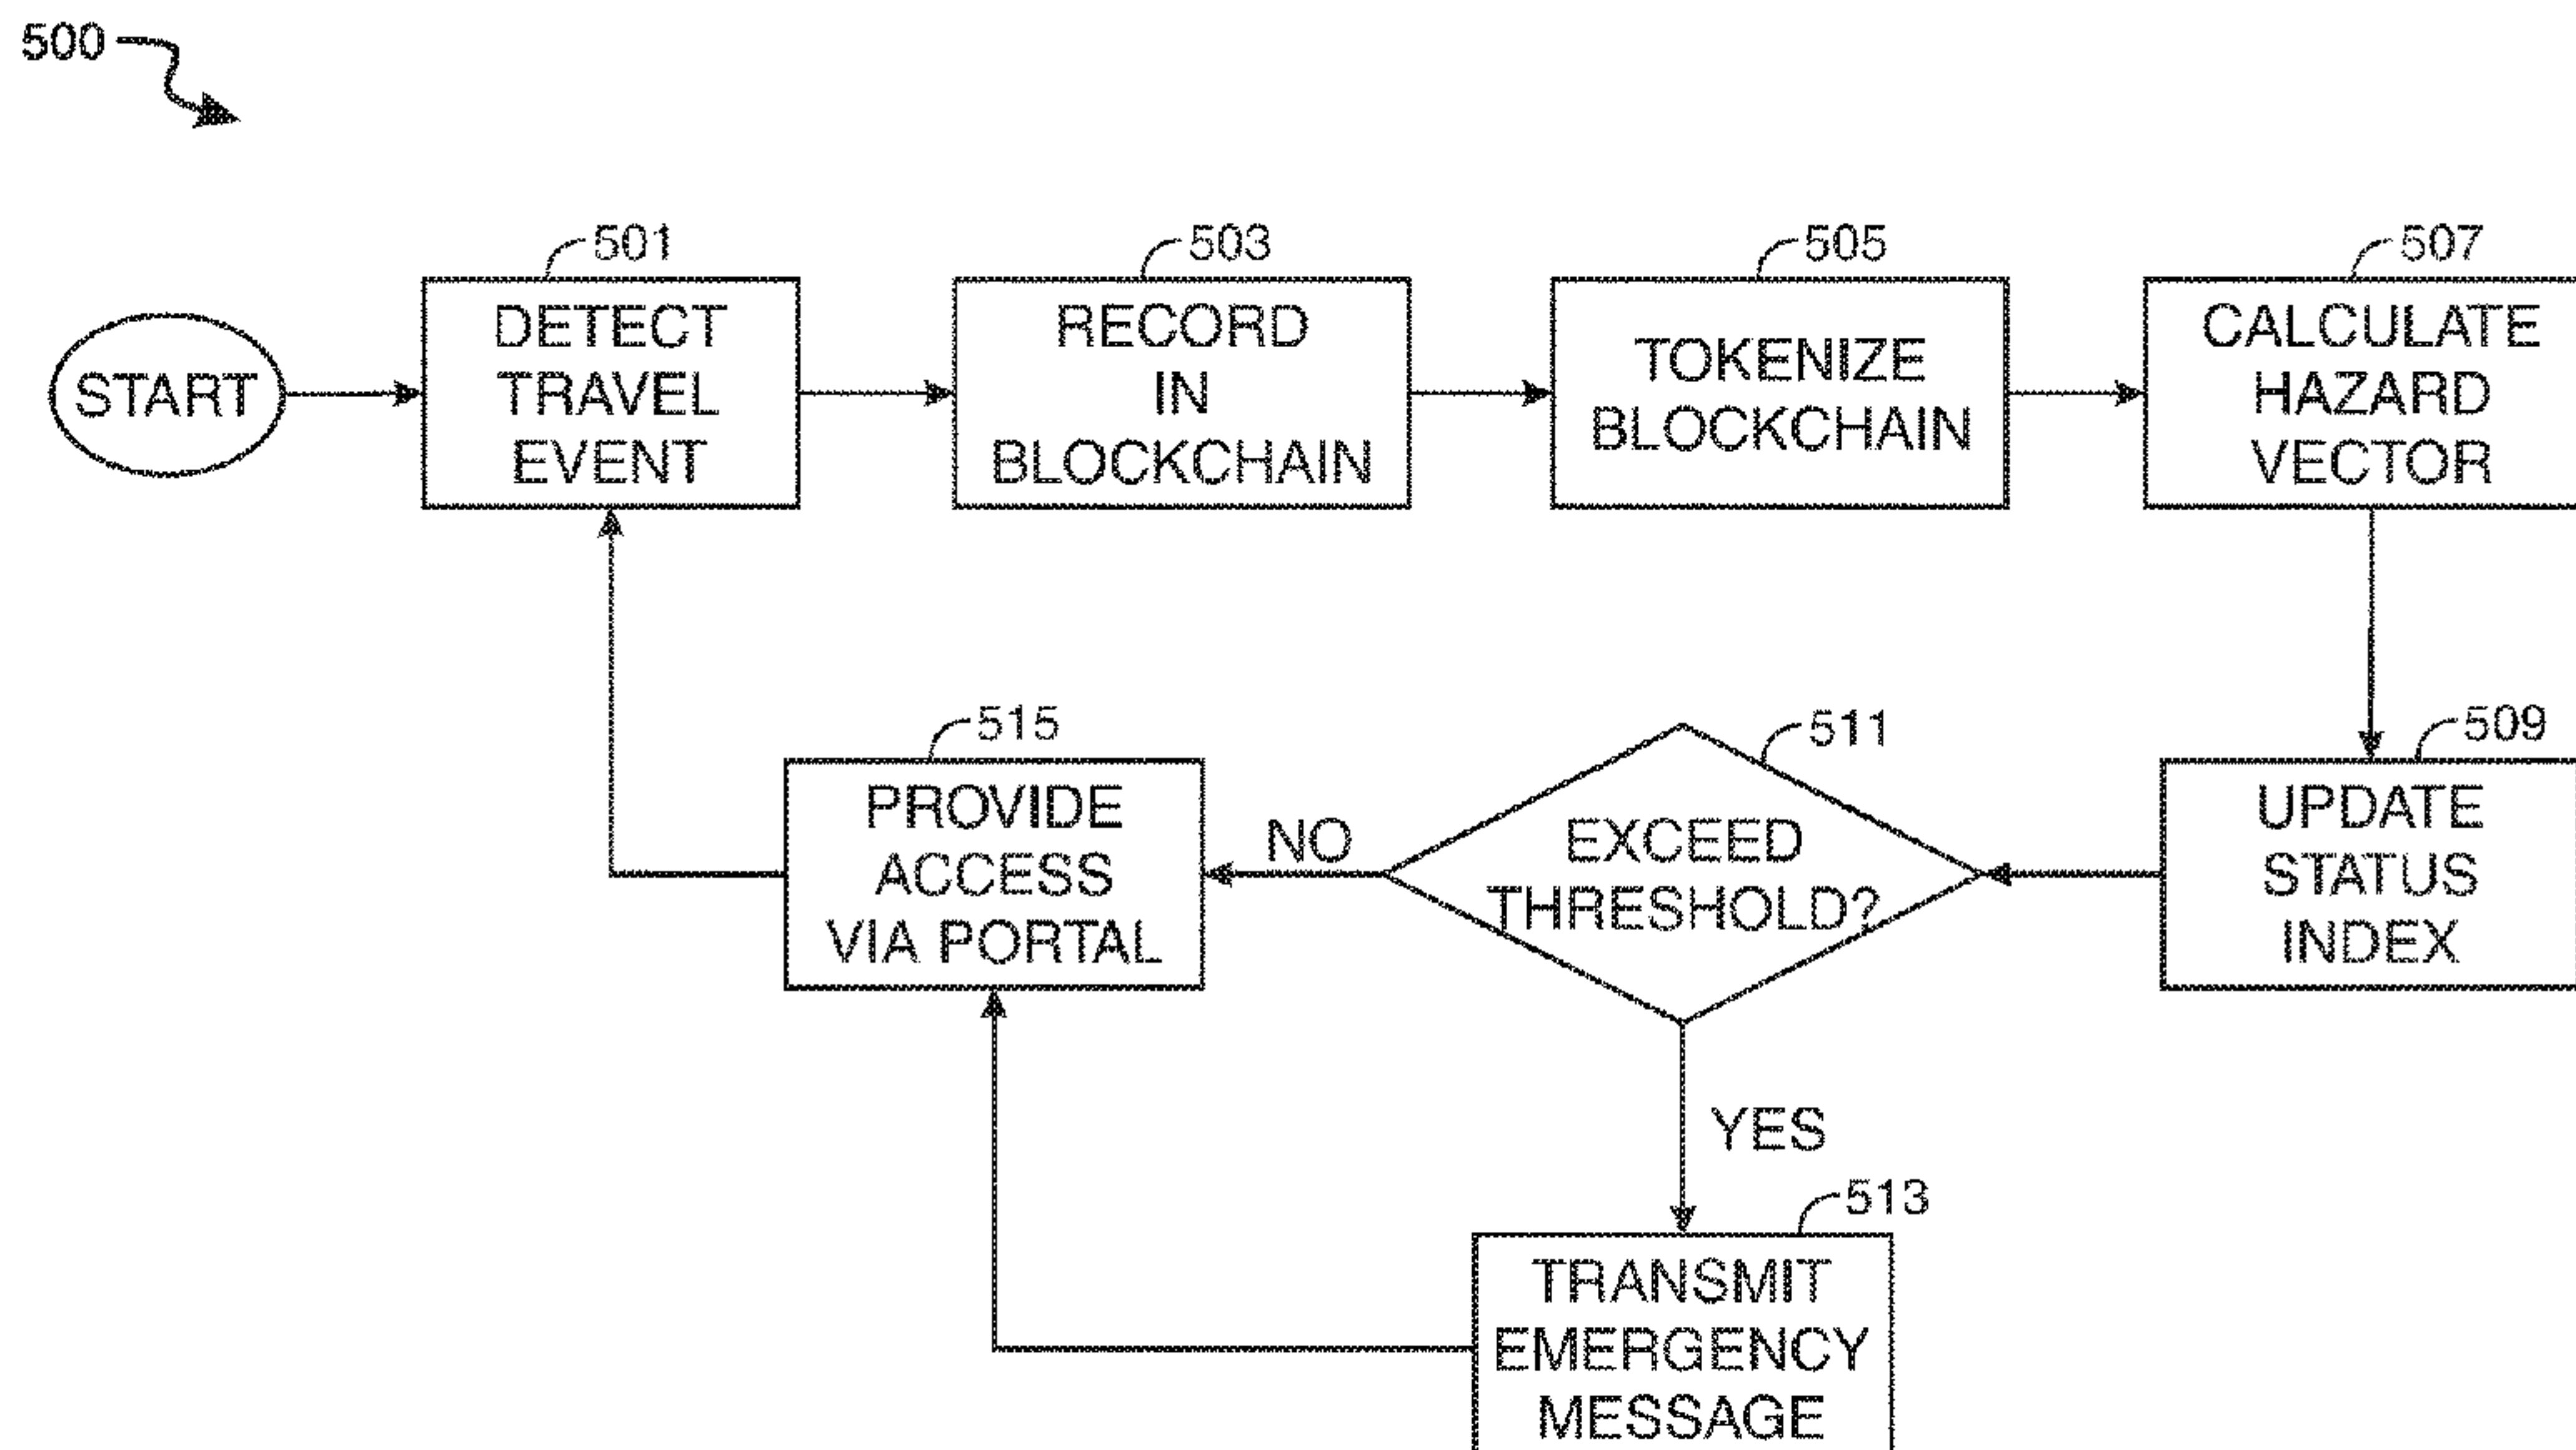 500
501
503
505
507
START
DETECT
TRAVEL
EVENT
RECORD
IN
BLOCKCHAIN
TOKENIZE
BLOCKCHAIN
CALCULATE
HAZARD
VECTOR
515
511
509
PROVIDE
ACCESS
VIA PORTAL
NO
EXCEED
THRESHOLD?
UPDATE
STATUS
INDEX
YES
513
TRANSMIT
EMERGENCY
MESSAGE